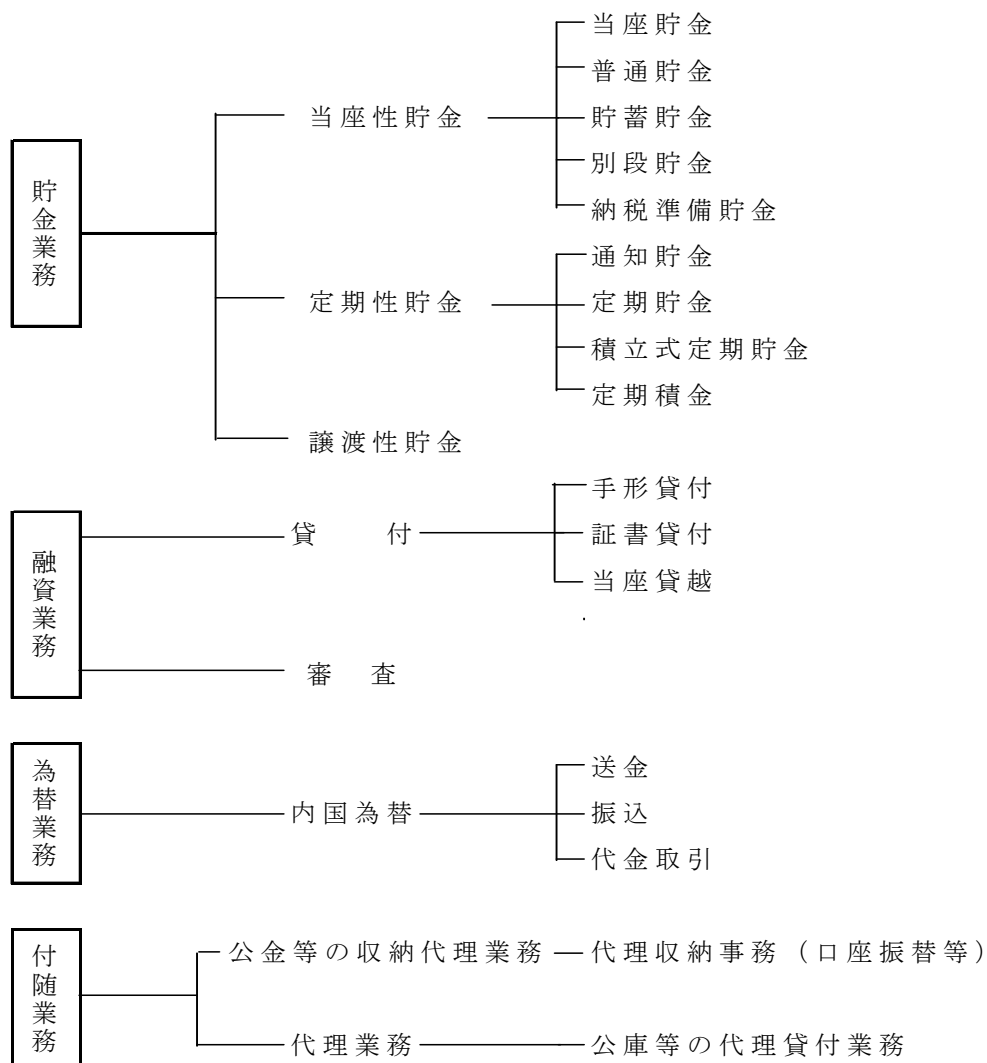 貯金業務
当座性貯金
当座貯金
普通貯金
貯蓄貯金
別段貯金
納税準備貯金
定期性貯金
通知貯金
定期貯金
積立式定期貯金
定期積金
譲渡性貯金
融資業務
貸　付
手形貸付
証書貸付
当座貸越
審　査
為替業務
内国為替
送金
振込
代金取引
付随業務
公金等の収納代理業務
代理収納事務（口座振替等）
代理業務
公庫等の代理貸付業務